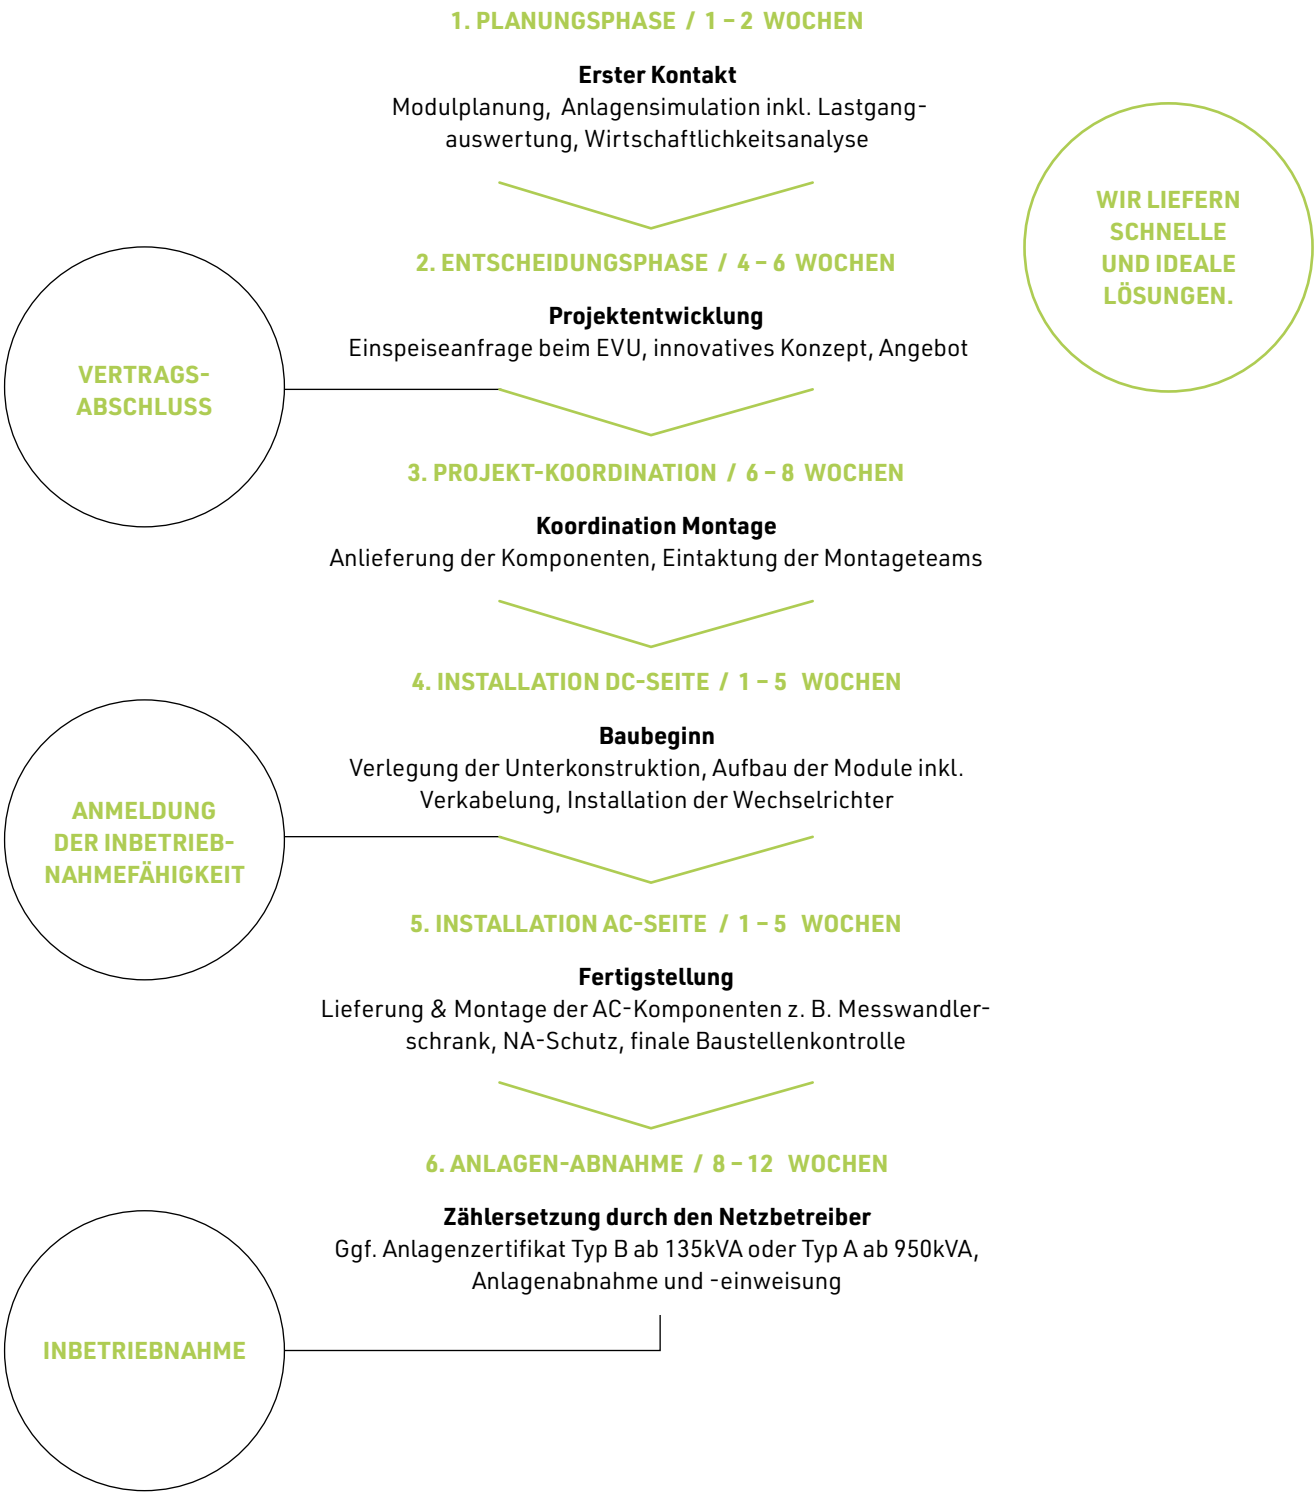 1. PLANUNGSPHASE / 1 – 2 WOCHEN
Erster Kontakt
Modulplanung, Anlagensimulation inkl. Lastgang-
auswertung, Wirtschaftlichkeitsanalyse
WIR LIEFERN
SCHNELLE
UND IDEALE
LÖSUNGEN.
2. ENTSCHEIDUNGSPHASE / 4 – 6 WOCHEN
Projektentwicklung
Einspeiseanfrage beim EVU, innovatives Konzept, Angebot
VERTRAGS-
ABSCHLUSS
3. PROJEKT-KOORDINATION / 6 – 8 WOCHEN
Koordination Montage
Anlieferung der Komponenten, Eintaktung der Montageteams
4. INSTALLATION DC-SEITE / 1 – 5 WOCHEN
Baubeginn
Verlegung der Unterkonstruktion, Aufbau der Module inkl.
Verkabelung, Installation der Wechselrichter
ANMELDUNG
DER INBETRIEB-
NAHMEFÄHIGKEIT
5. INSTALLATION AC-SEITE / 1 – 5 WOCHEN
Fertigstellung
Lieferung & Montage der AC-Komponenten z. B. Messwandler-
schrank, NA-Schutz, finale Baustellenkontrolle
6. ANLAGEN-ABNAHME / 8 – 12 WOCHEN
Zählersetzung durch den Netzbetreiber
Ggf. Anlagenzertifikat Typ B ab 135kVA oder Typ A ab 950kVA,
Anlagenabnahme und -einweisung
INBETRIEBNAHME